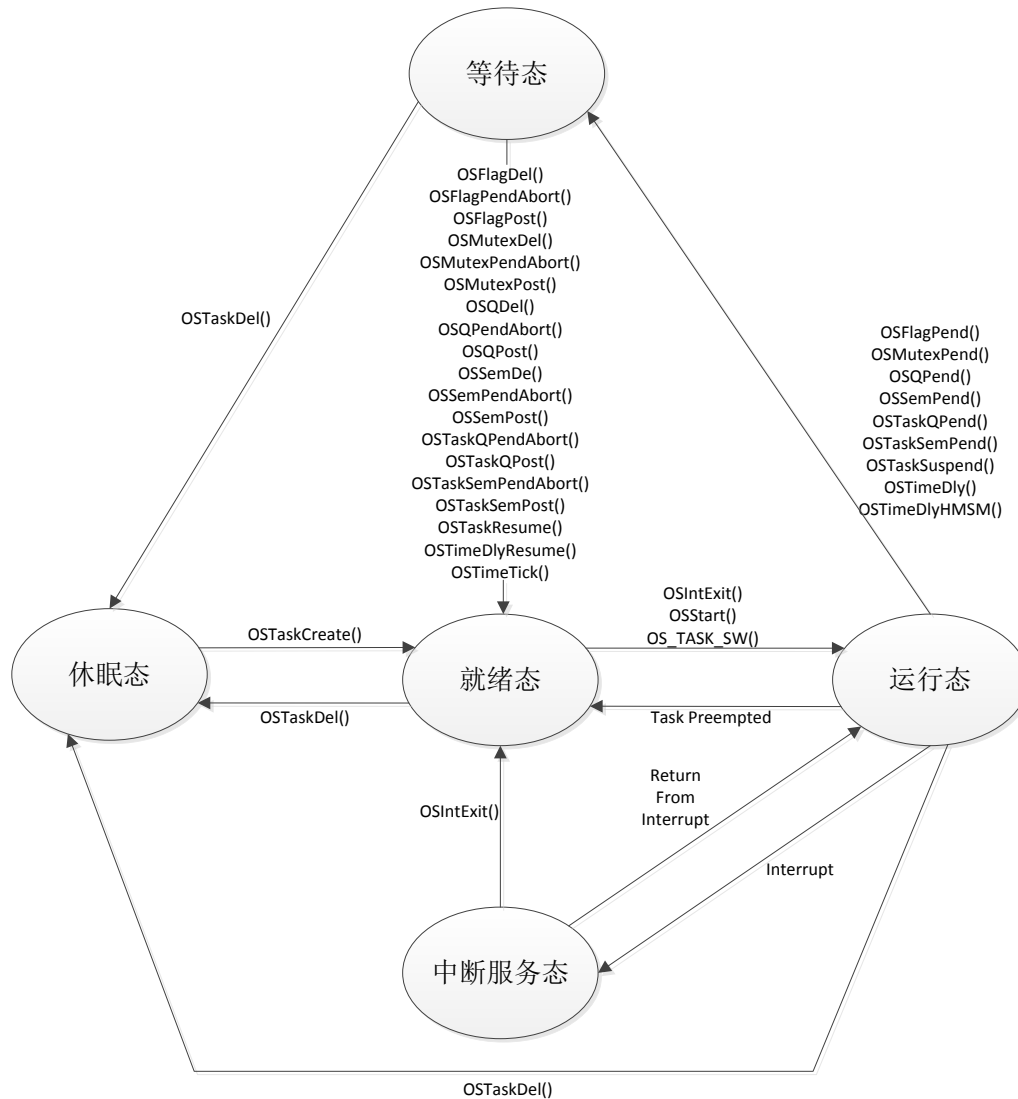 等待态
OSFlagDel()
OSFlagPendAbort()
OSFlagPost()
OSMutexDel()
OSMutexPendAbort()
OSMutexPost()
OSQDel()
OSQPendAbort()
OSQPost()
OSSemDe()
OSSemPendAbort()
OSSemPost()
OSTaskQPendAbort()
OSTaskQPost()
OSTaskSemPendAbort()
OSTaskSemPost()
OSTaskResume()
OSTimeDlyResume()
OSTimeTick()
OSTaskDel()
OSFlagPend()
OSMutexPend()
OSQPend()
OSSemPend()
OSTaskQPend()
OSTaskSemPend()
OSTaskSuspend()
OSTimeDly()
OSTimeDlyHMSM()
休眠态
OSTaskCreate()
OSTaskDel()
就绪态
OSIntExit()
OSStart()
OS_TASK_SW()
Task Preempted
运行态
OSIntExit()
Return
From
Interrupt
Interrupt
中断服务态
OSTaskDel()